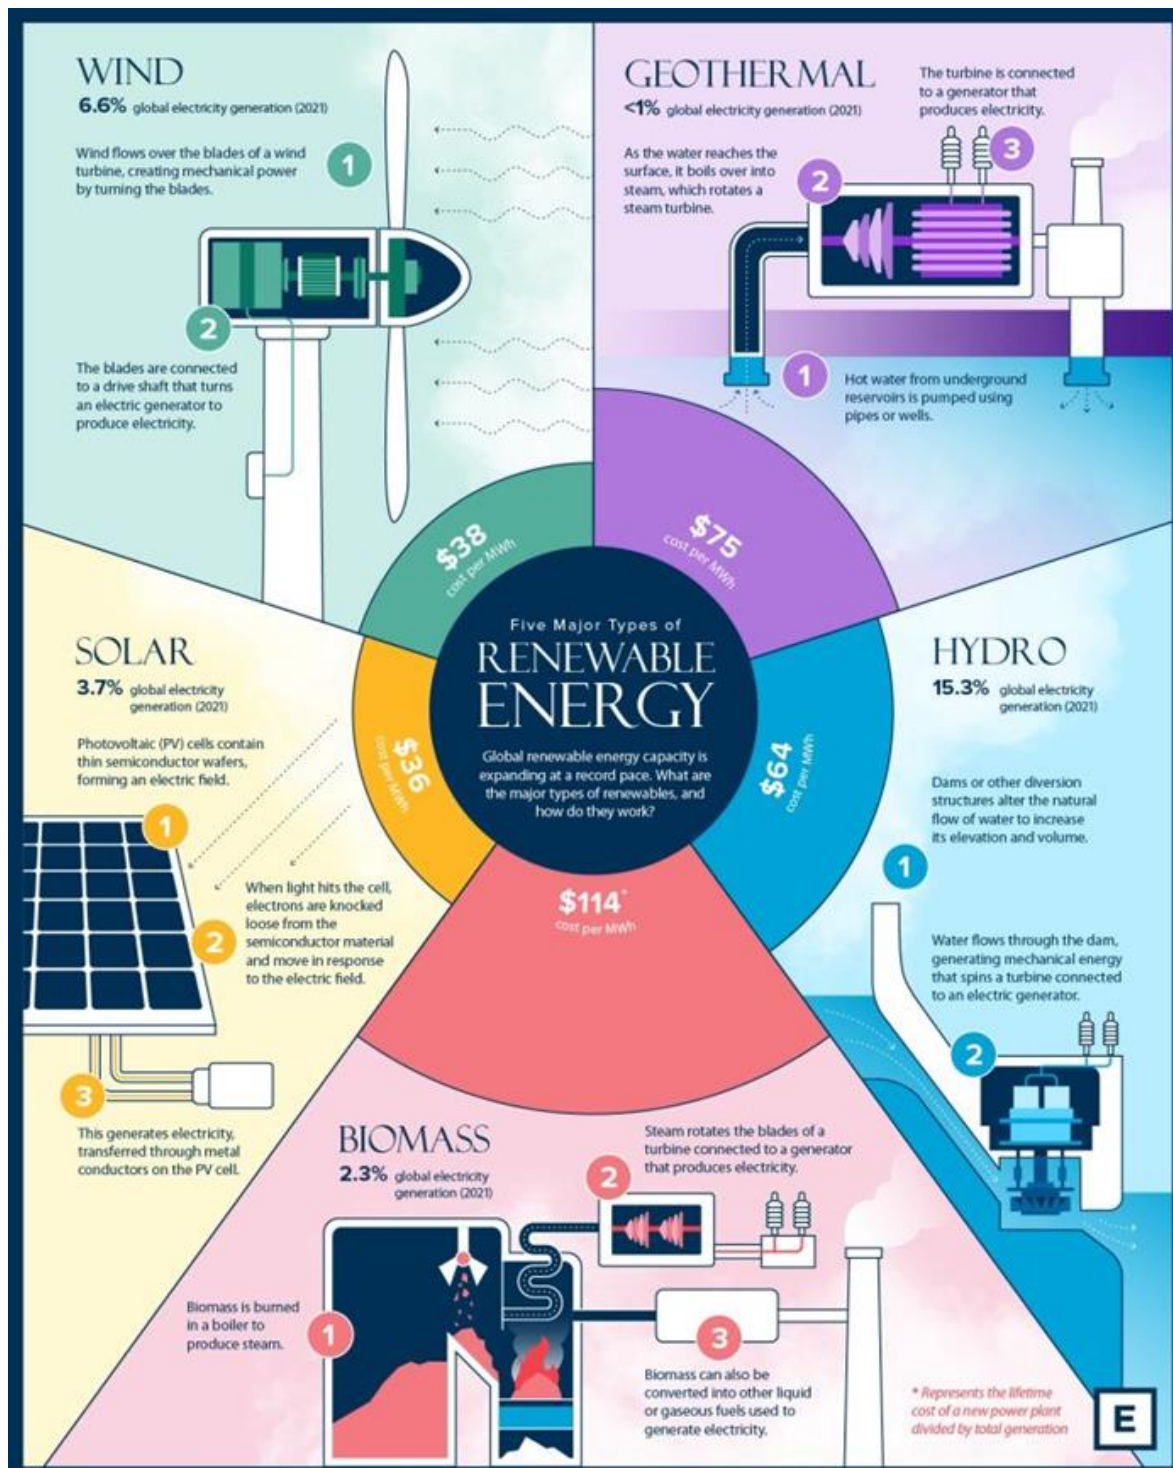 WIND
6.6% global electricity generation (2021)
Wind flows over the blades of a wind
turbine, creating mechanical power
by turning the blades.
1
2
The blades are connected
to a drive shaft that turns
an electric generator to
produce electricity.
$38
cost per MWh
GEOTHERMAL
<1% global electricity generation (2021)
As the water reaches the
surface, it boils over into
steam, which rotates a
steam turbine.
2
The turbine is connected
to a generator that
produces electricity.
3
1
Hot water from underground
reservoirs is pumped using
pipes or wells.
$75
cost per MWh
Five Major Types of
RENEWABLE
ENERGY
Global renewable energy capacity is
expanding at a record pace. What are
the major types of renewables, and
how do they work?
SOLAR
3.7% global electricity
generation (2021)
Photovoltaic (PV) cells contain
thin semiconductor wafers,
forming an electric field.
1
When light hits the cell,
electrons are knocked
loose from the
semiconductor material
and move in response
to the electric field.
2
3
This generates electricity,
transferred through metal
conductors on the PV cell.
$36
cost per MWh
HYDRO
15.3% global electricity
generation (2021)
Dams or other diversion
structures alter the natural
flow of water to increase
its elevation and volume.
1
Water flows through the dam,
generating mechanical energy
that spins a turbine connected
to an electric generator.
2
$64
cost per MWh
$114*
cost per MWh
BIOMASS
2.3% global electricity
generation (2021)
Steam rotates the blades of a
turbine connected to a generator
that produces electricity.
2
Biomass is burned
in a boiler to
produce steam.
1
3
Biomass can also be
converted into other liquid
or gaseous fuels used to
generate electricity.
* Represents the lifetime
cost of a new power plant
divided by total generation
E